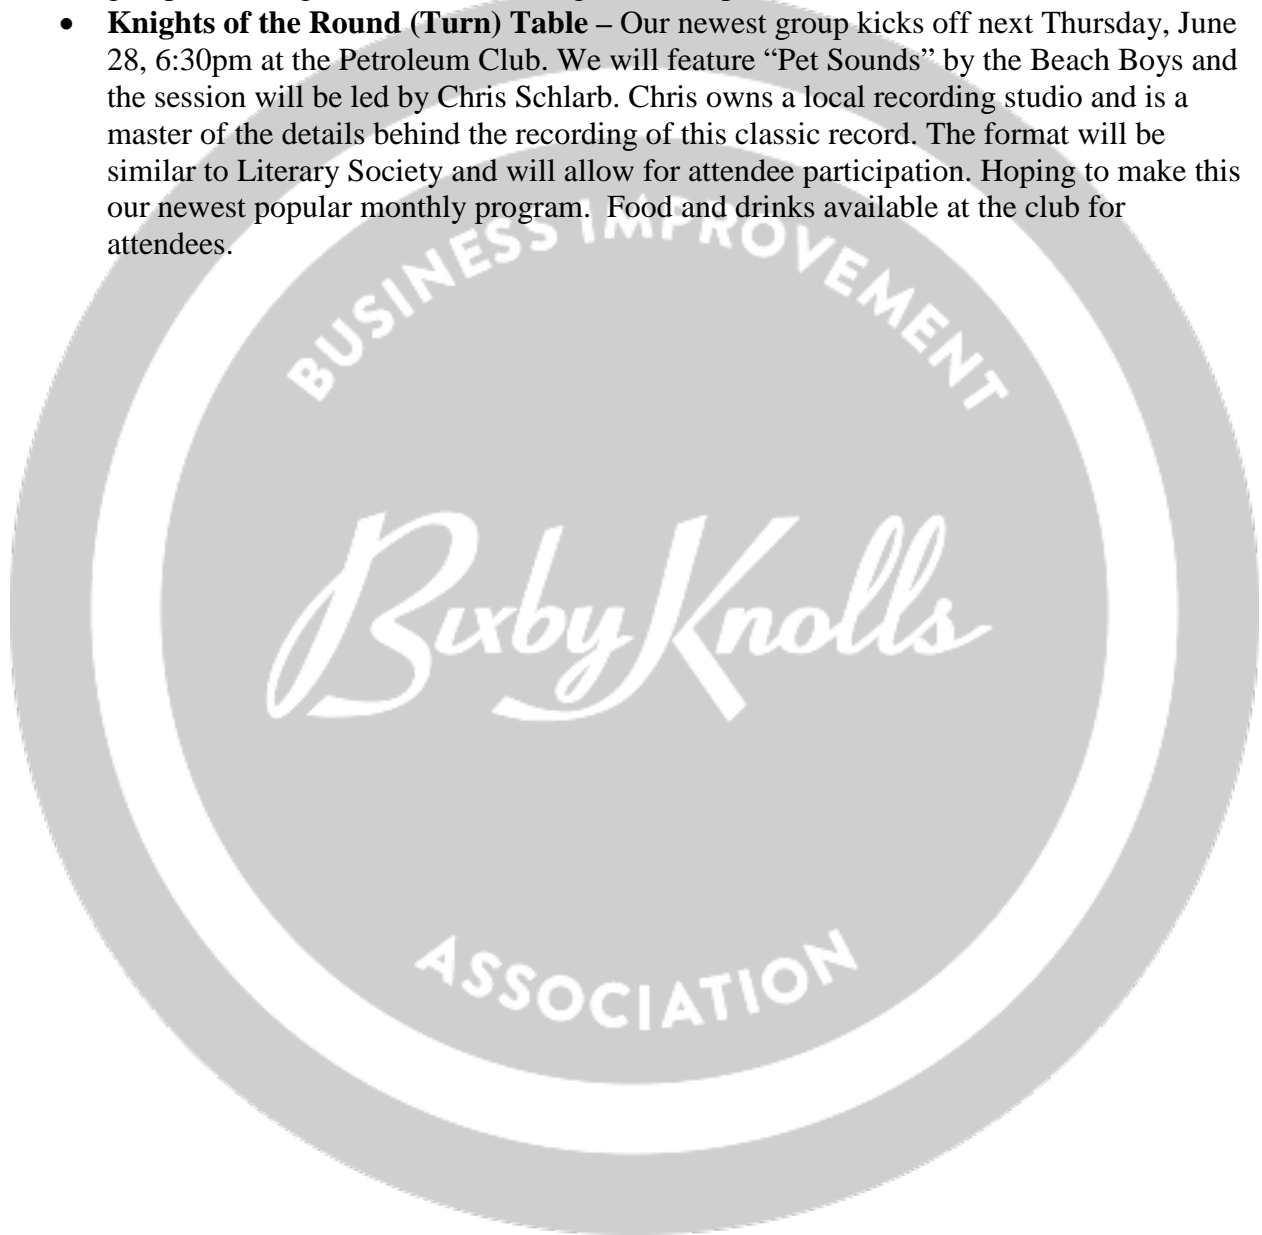 • Knights of the Round (Turn) Table – Our newest group kicks off next Thursday, June
28, 6:30pm at the Petroleum Club. We will feature “Pet Sounds” by the Beach Boys and
the session will be led by Chris Schlarb. Chris owns a local recording studio and is a
master of the details behind the recording of this classic record. The format will be
similar to Literary Society and will allow for attendee participation. Hoping to make this
our newest popular monthly program.  Food and drinks available at the club for
attendees.
BUSINESS IMPROVEMENT
Bixby Knolls
ASSOCIATION